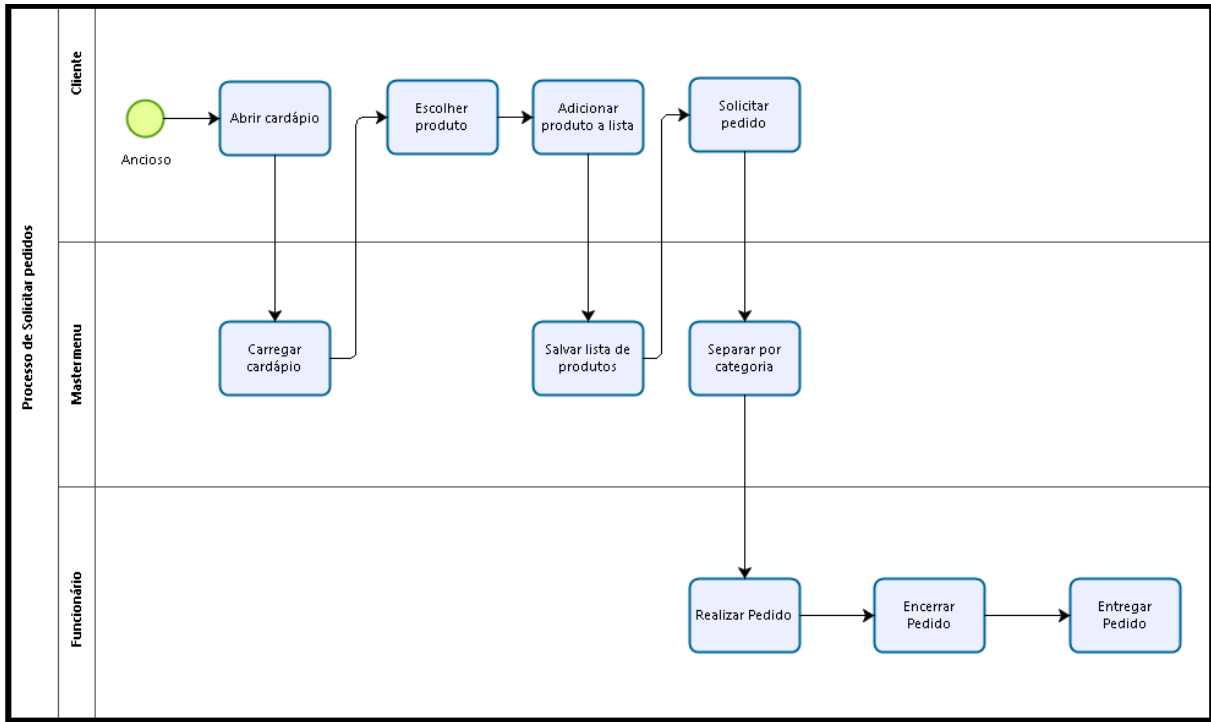 Processo de Solicitar pedidos
Cliente
Ancioso
Abrir cardápio
Escolher
produto
Adicionar
produto a lista
Solicitar
pedido
Mastermenu
Carregar
cardápio
Salvar lista de
produtos
Separar por
categoria
Funcionário
Realizar Pedido
Encerrar
Pedido
Entregar
Pedido